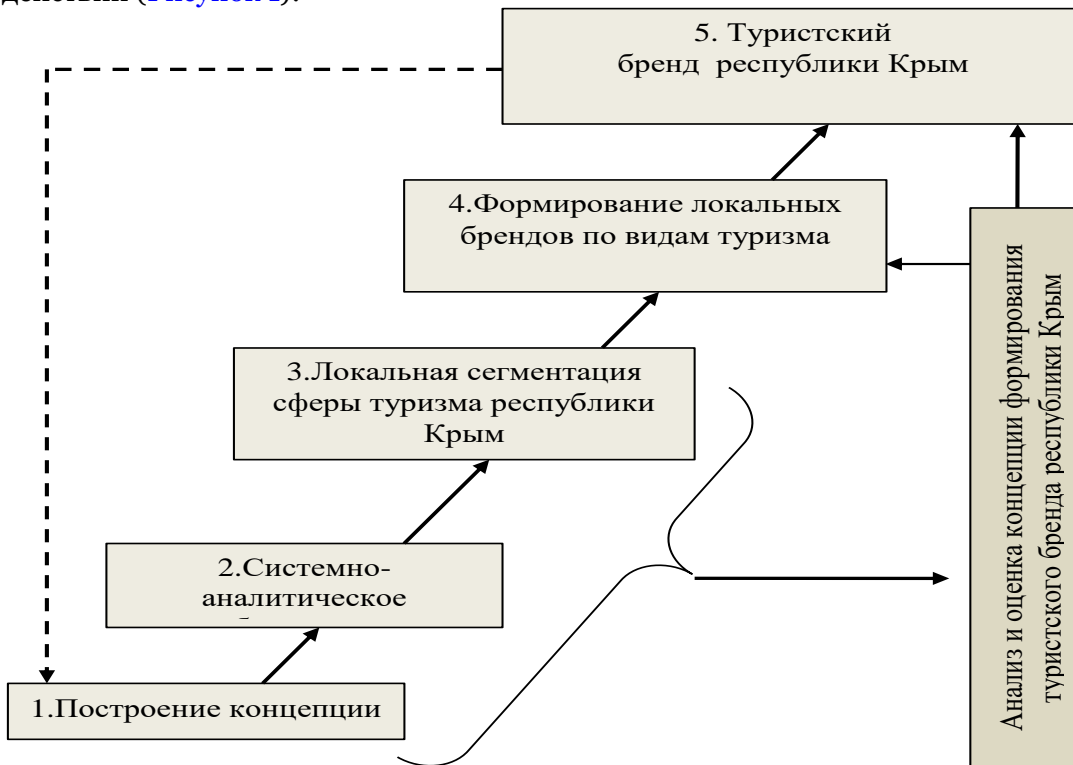 5. Туристский
бренд республики Крым
4.Формирование локальных
брендов по видам туризма
3.Локальная сегментация
сферы туризма республики
Крым
2.Системно-
аналитическое
1.Построение концепции
Анализ и оценка концепции формирования
туристского бренда республики Крым